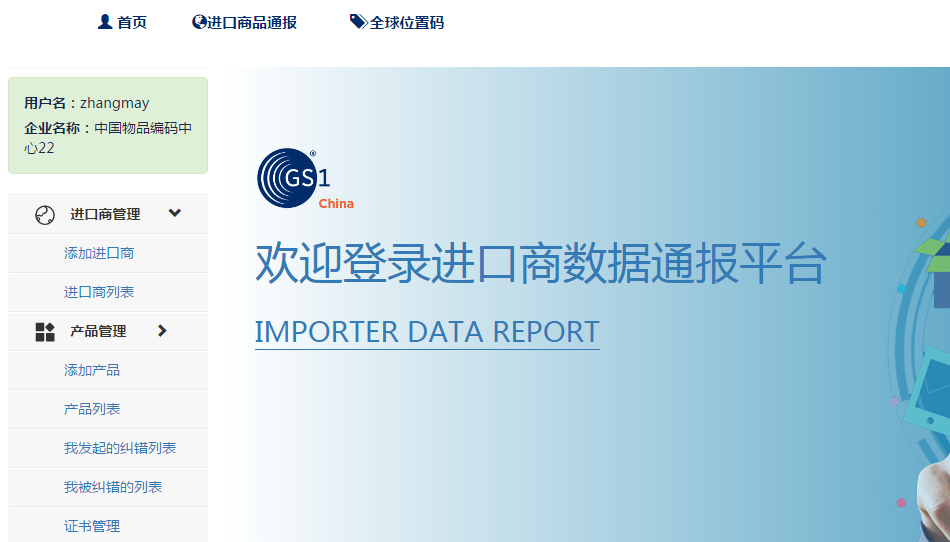 首页 进口商品通报 全球位置码
用户名：zhangmay
企业名称：中国物品编码中
心22
进口商管理
添加进口商
进口商列表
产品管理
添加产品
产品列表
我发起的纠错列表
我被纠错的列表
证书管理
GS1
®
China
欢迎登录进口商数据通报平台
IMPORTER DATA REPORT